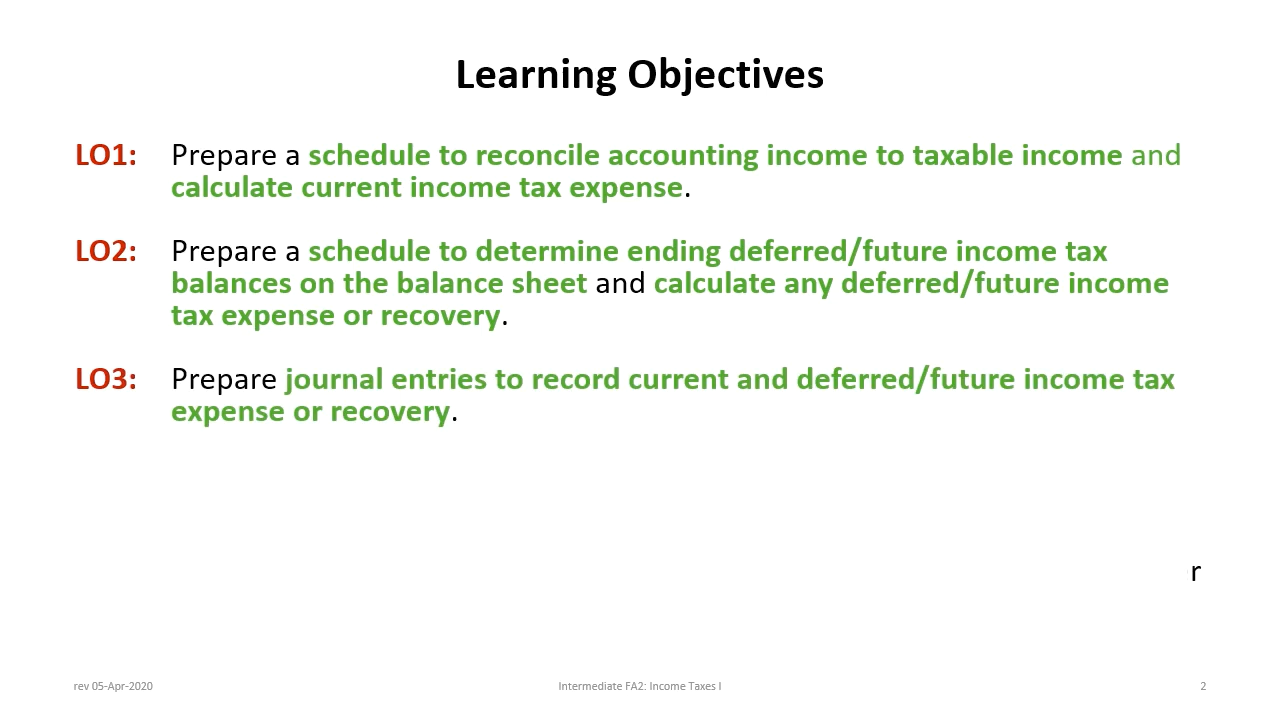 Learning Objectives
LO1: Prepare a schedule to reconcile accounting income to taxable income and
calculate current income tax expense.
LO2: Prepare a schedule to determine ending deferred/future income tax
balances on the balance sheet and calculate any deferred/future income
tax expense or recovery.
LO3: Prepare journal entries to record current and deferred/future income tax
expense or recovery.
r
rev 05-Apr-2020 Intermediate FA2: Income Taxes I 2